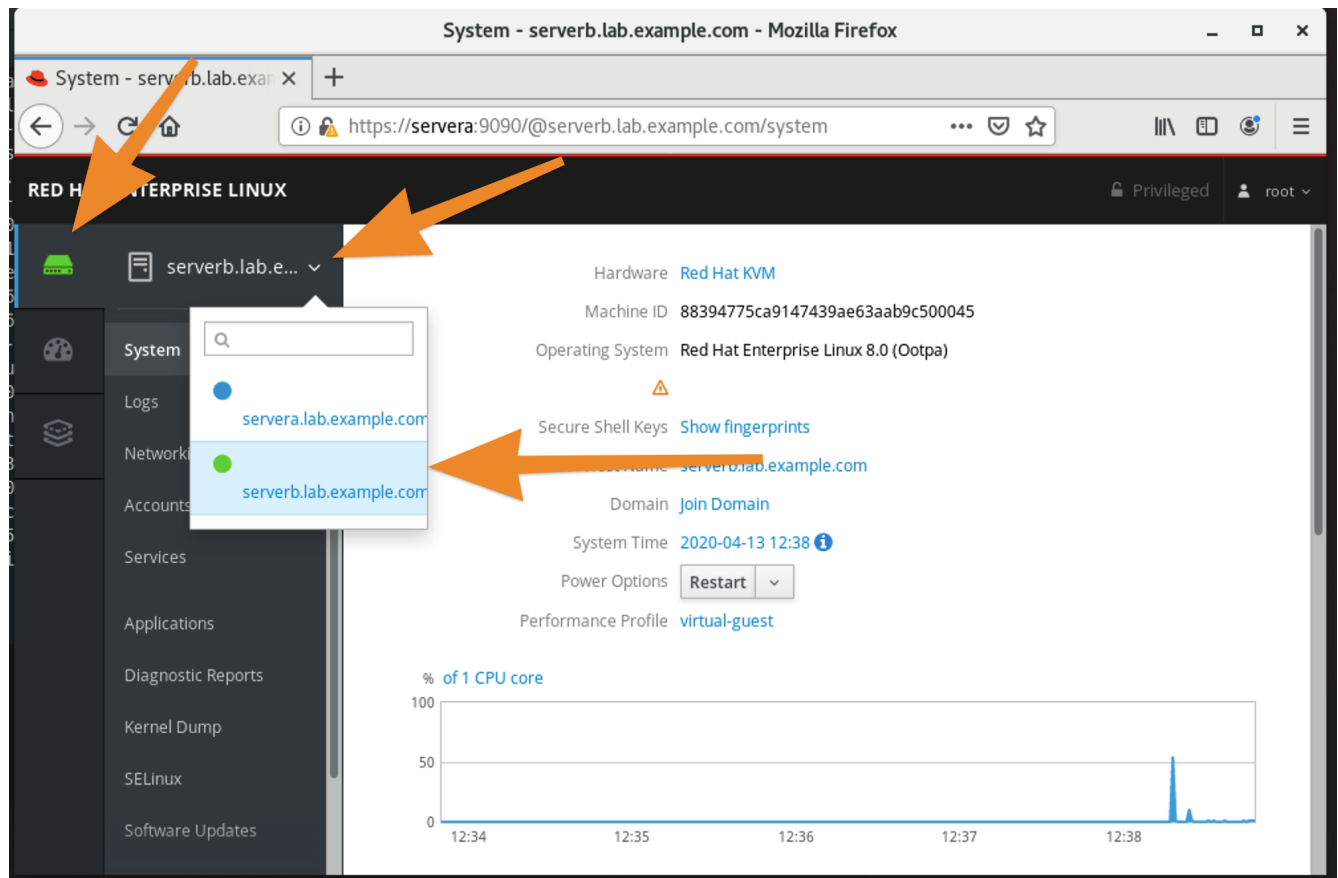 System - serverb.lab.example.com - Mozilla Firefox
System - serverb.lab.exam
https://servera:9090/@serverb.lab.example.com/system
RED HAT ENTERPRISE LINUX
Privileged
root
serverb.lab.e...
System
Logs
Networki
Accounts
Services
Applications
Diagnostic Reports
Kernel Dump
SELinux
Software Updates
servera.lab.example.com
serverb.lab.example.com
Hardware Red Hat KVM
Machine ID 88394775ca9147439ae63aab9c500045
Operating System Red Hat Enterprise Linux 8.0 (Ootpa)
Secure Shell Keys Show fingerprints
Host Name serverb.lab.example.com
Domain Join Domain
System Time 2020-04-13 12:38
Power Options Restart
Performance Profile virtual-guest
% of 1 CPU core
100
50
0
12:34 12:35 12:36 12:37 12:38